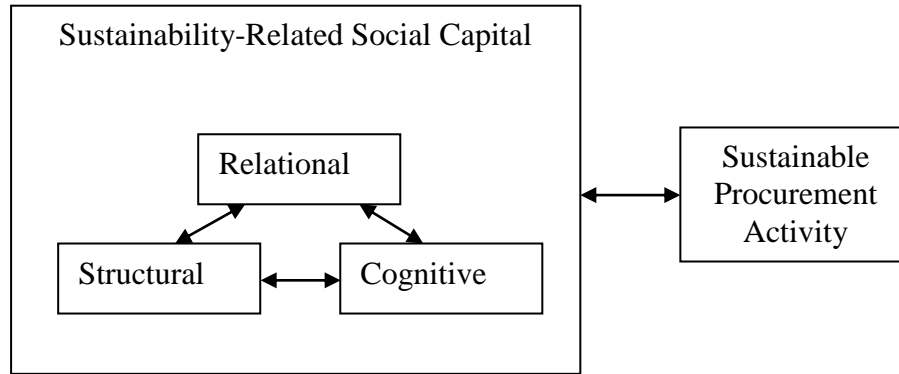 Sustainability-Related Social Capital
Relational
Structural
Cognitive
Sustainable
Procurement
Activity